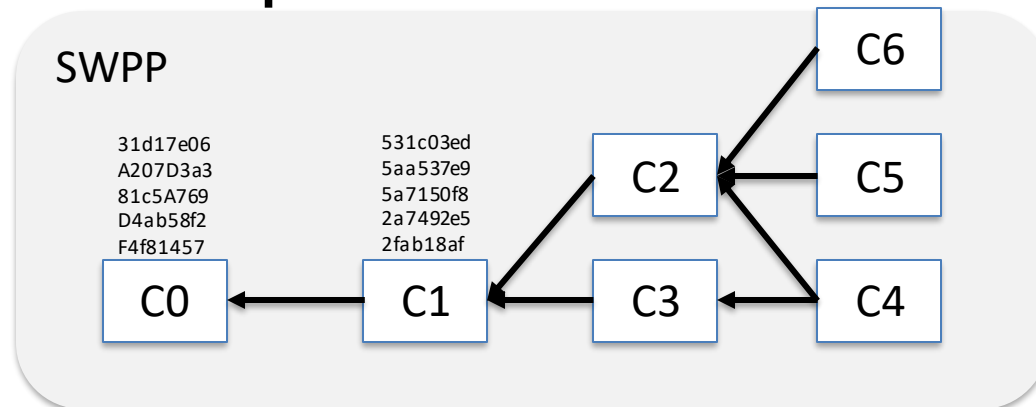 SWPP
C6
31d17e06
A207D3a3
81c5A769
D4ab58f2
F4f81457
531c03ed
5aa537e9
5a7150f8
2a7492e5
2fab18af
C2
C5
C0
C1
C3
C4